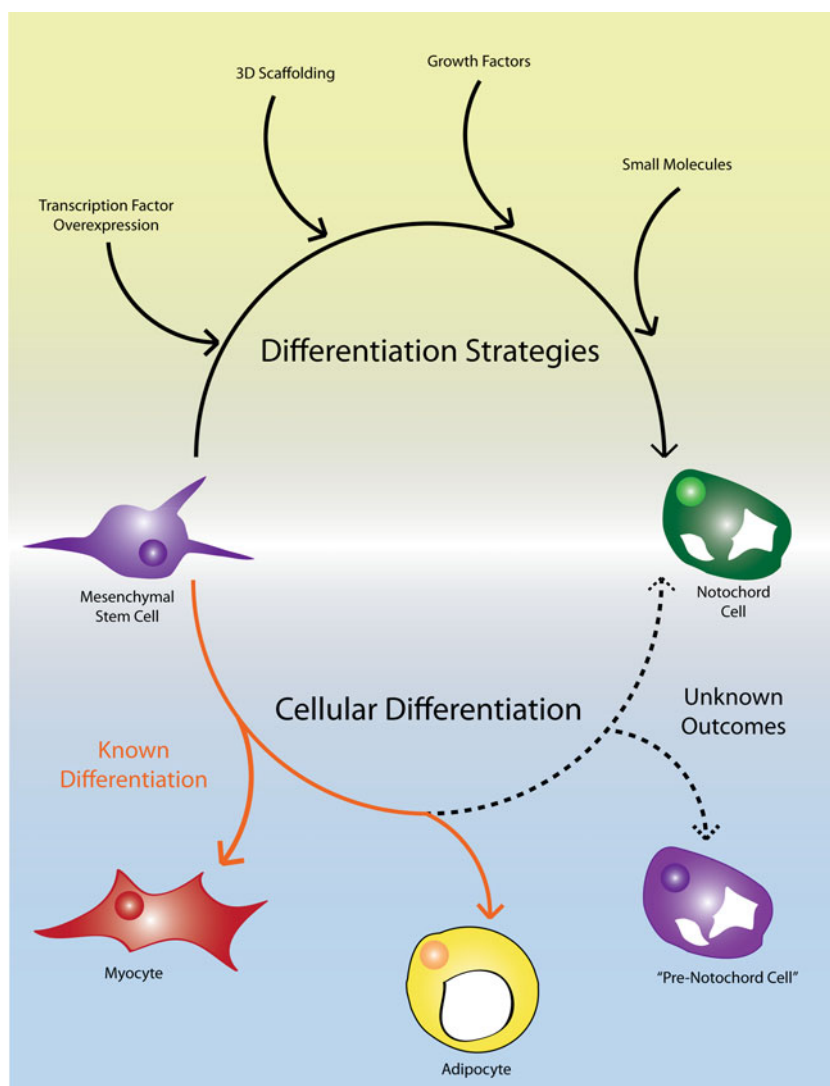 Growth Factors
3D Scaffolding
Small Molecules
Transcription Factor
Overexpression
Differentiation Strategies
Mesenchymal
Stem Cell
Notochord
Cell
Cellular Differentiation
Unknown
Outcomes
Known
Differentiation
Myocyte
"Pre-Notochord Cell"
Adipocyte